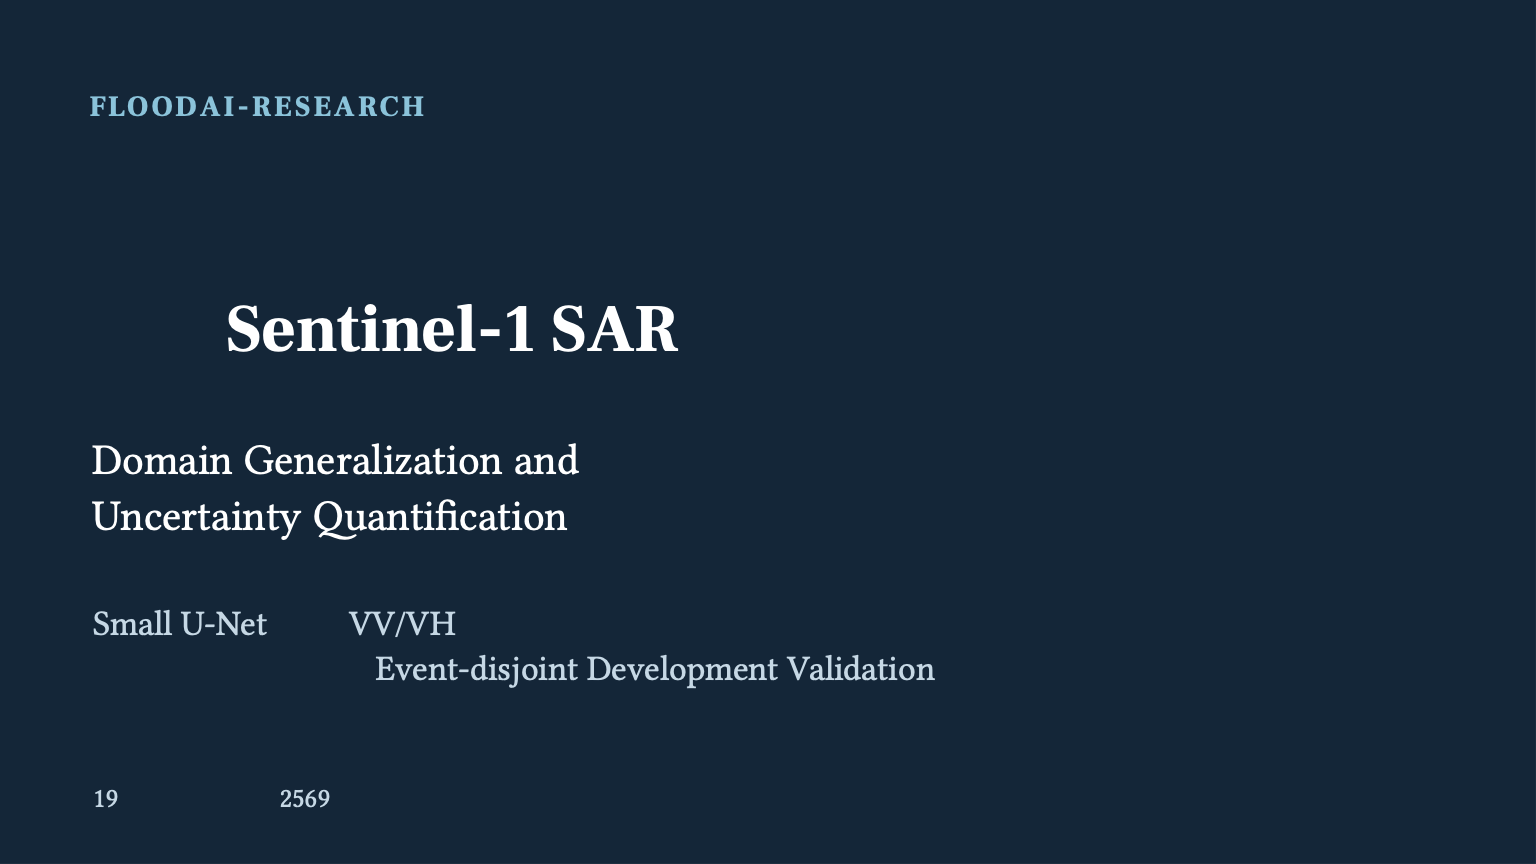 FLOODAI-RESEARCH
Sentinel-1 SAR
Domain Generalization and
Uncertainty Quantification
Small U-Net VV/VH
Event-disjoint Development Validation
19 2569